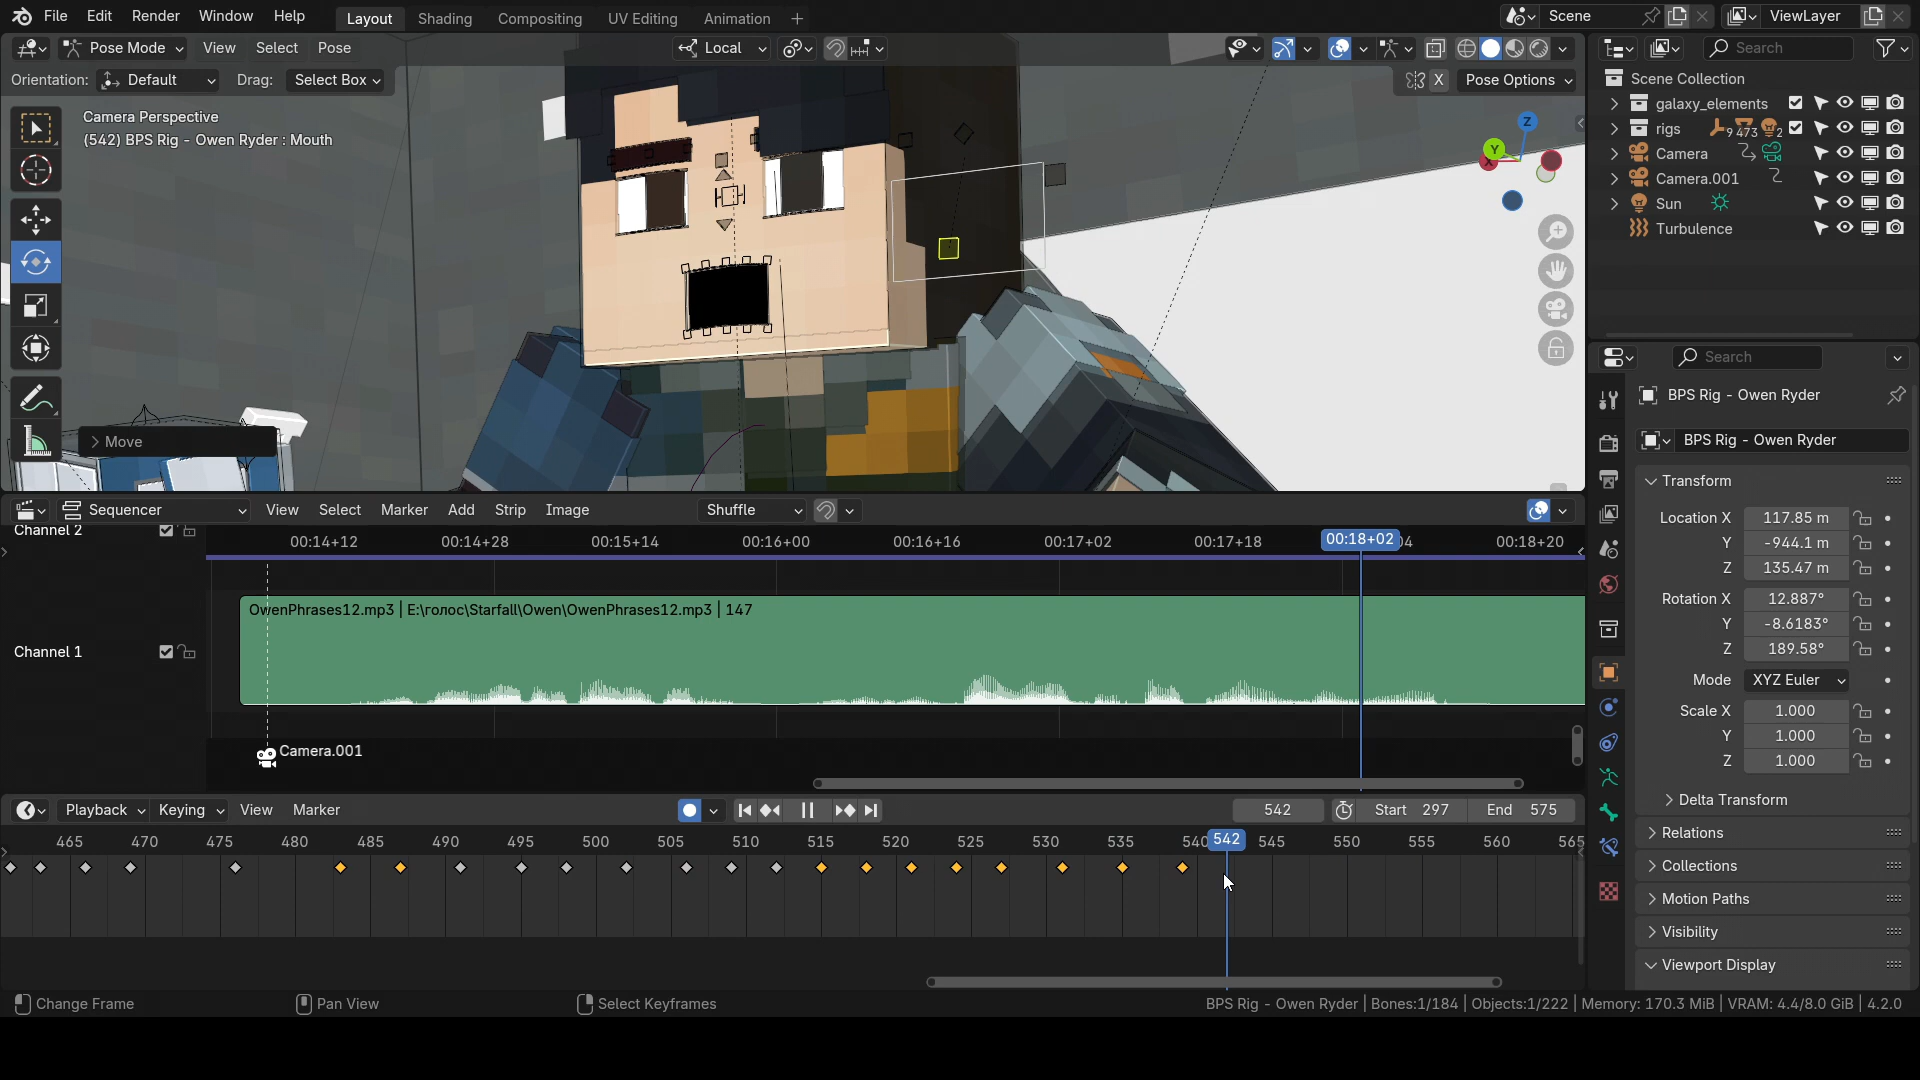 File Edit Render Window Help Layout Shading Compositing UV Editing Animation + Scene ViewLayer
Pose Mode View Select Pose Local Search
Orientation: Default Drag: Select Box X Pose Options
Camera Perspective
(542) BPS Rig - Owen Ryder : Mouth
Scene Collection
galaxy_elements
rigs 9 473 2
Camera
Camera.001
Sun
Turbulence
Z
Y
X
Move
Search
BPS Rig - Owen Ryder
BPS Rig - Owen Ryder
Transform
Location X 117.85 m
Y -944.1 m
Z 135.47 m
Rotation X 12.887°
Y -8.6183°
Z 189.58°
Mode XYZ Euler
Scale X 1.000
Y 1.000
Z 1.000
Delta Transform
Relations
Collections
Motion Paths
Visibility
Viewport Display
Sequencer View Select Marker Add Strip Image Shuffle
Channel 2
00:14+12 00:14+28 00:15+14 00:16+00 00:16+16 00:17+02 00:17+18 00:18+02 4 00:18+20
OwenPhrases12.mp3 | E:\голос\Starfall\Owen\OwenPhrases12.mp3 | 147
Channel 1
Camera.001
Playback Keying View Marker 542 Start 297 End 575
465 470 475 480 485 490 495 500 505 510 515 520 525 530 535 540 542 545 550 555 560 565
Change Frame Pan View Select Keyframes BPS Rig - Owen Ryder | Bones:1/184 | Objects:1/222 | Memory: 170.3 MiB | VRAM: 4.4/8.0 GiB | 4.2.0